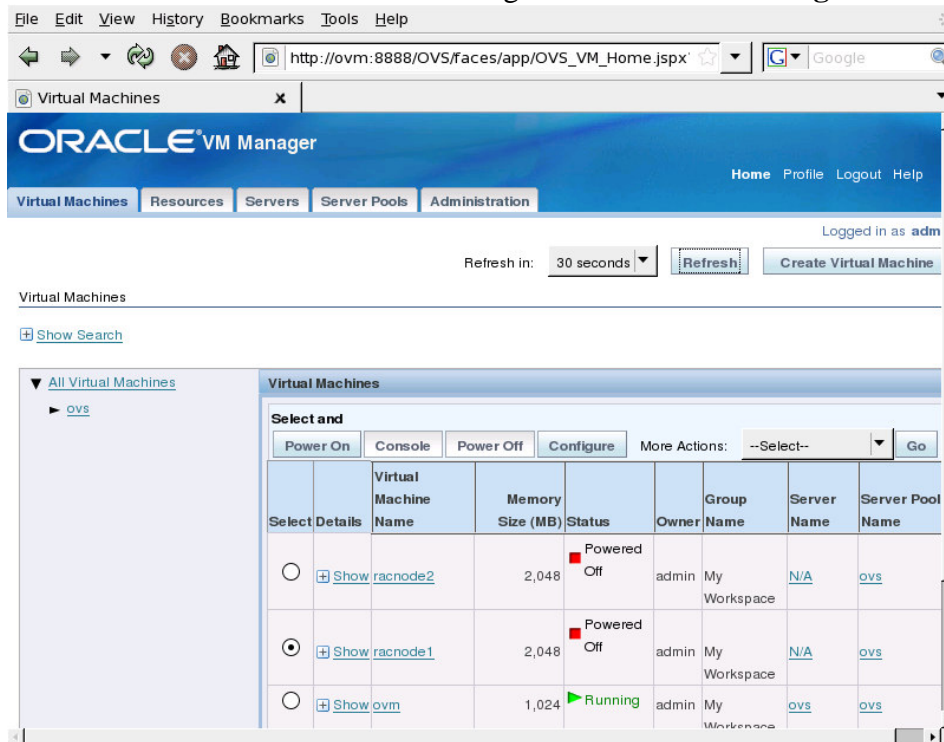 File Edit View History Bookmarks Tools Help
http://ovm:8888/OVS/faces/app/OVS_VM_Home.jspx G Google
Virtual Machines x
ORACLE VM Manager
Home Profile Logout Help
Virtual Machines Resources Servers Server Pools Administration
Logged in as adm
Refresh in: 30 seconds Refresh Create Virtual Machine
Virtual Machines
Show Search
All Virtual Machines
ovs
Virtual Machines
Select and
Power On Console Power Off Configure More Actions: --Select-- Go
Select Details Virtual Machine Name Memory Size (MB) Status Owner Group Name Server Name Server Pool Name
Show racnode2 2,048 Powered Off admin My Workspace N/A ovs
Show racnode1 2,048 Powered Off admin My Workspace N/A ovs
Show ovm 1,024 Running admin My Workspace ovs ovs